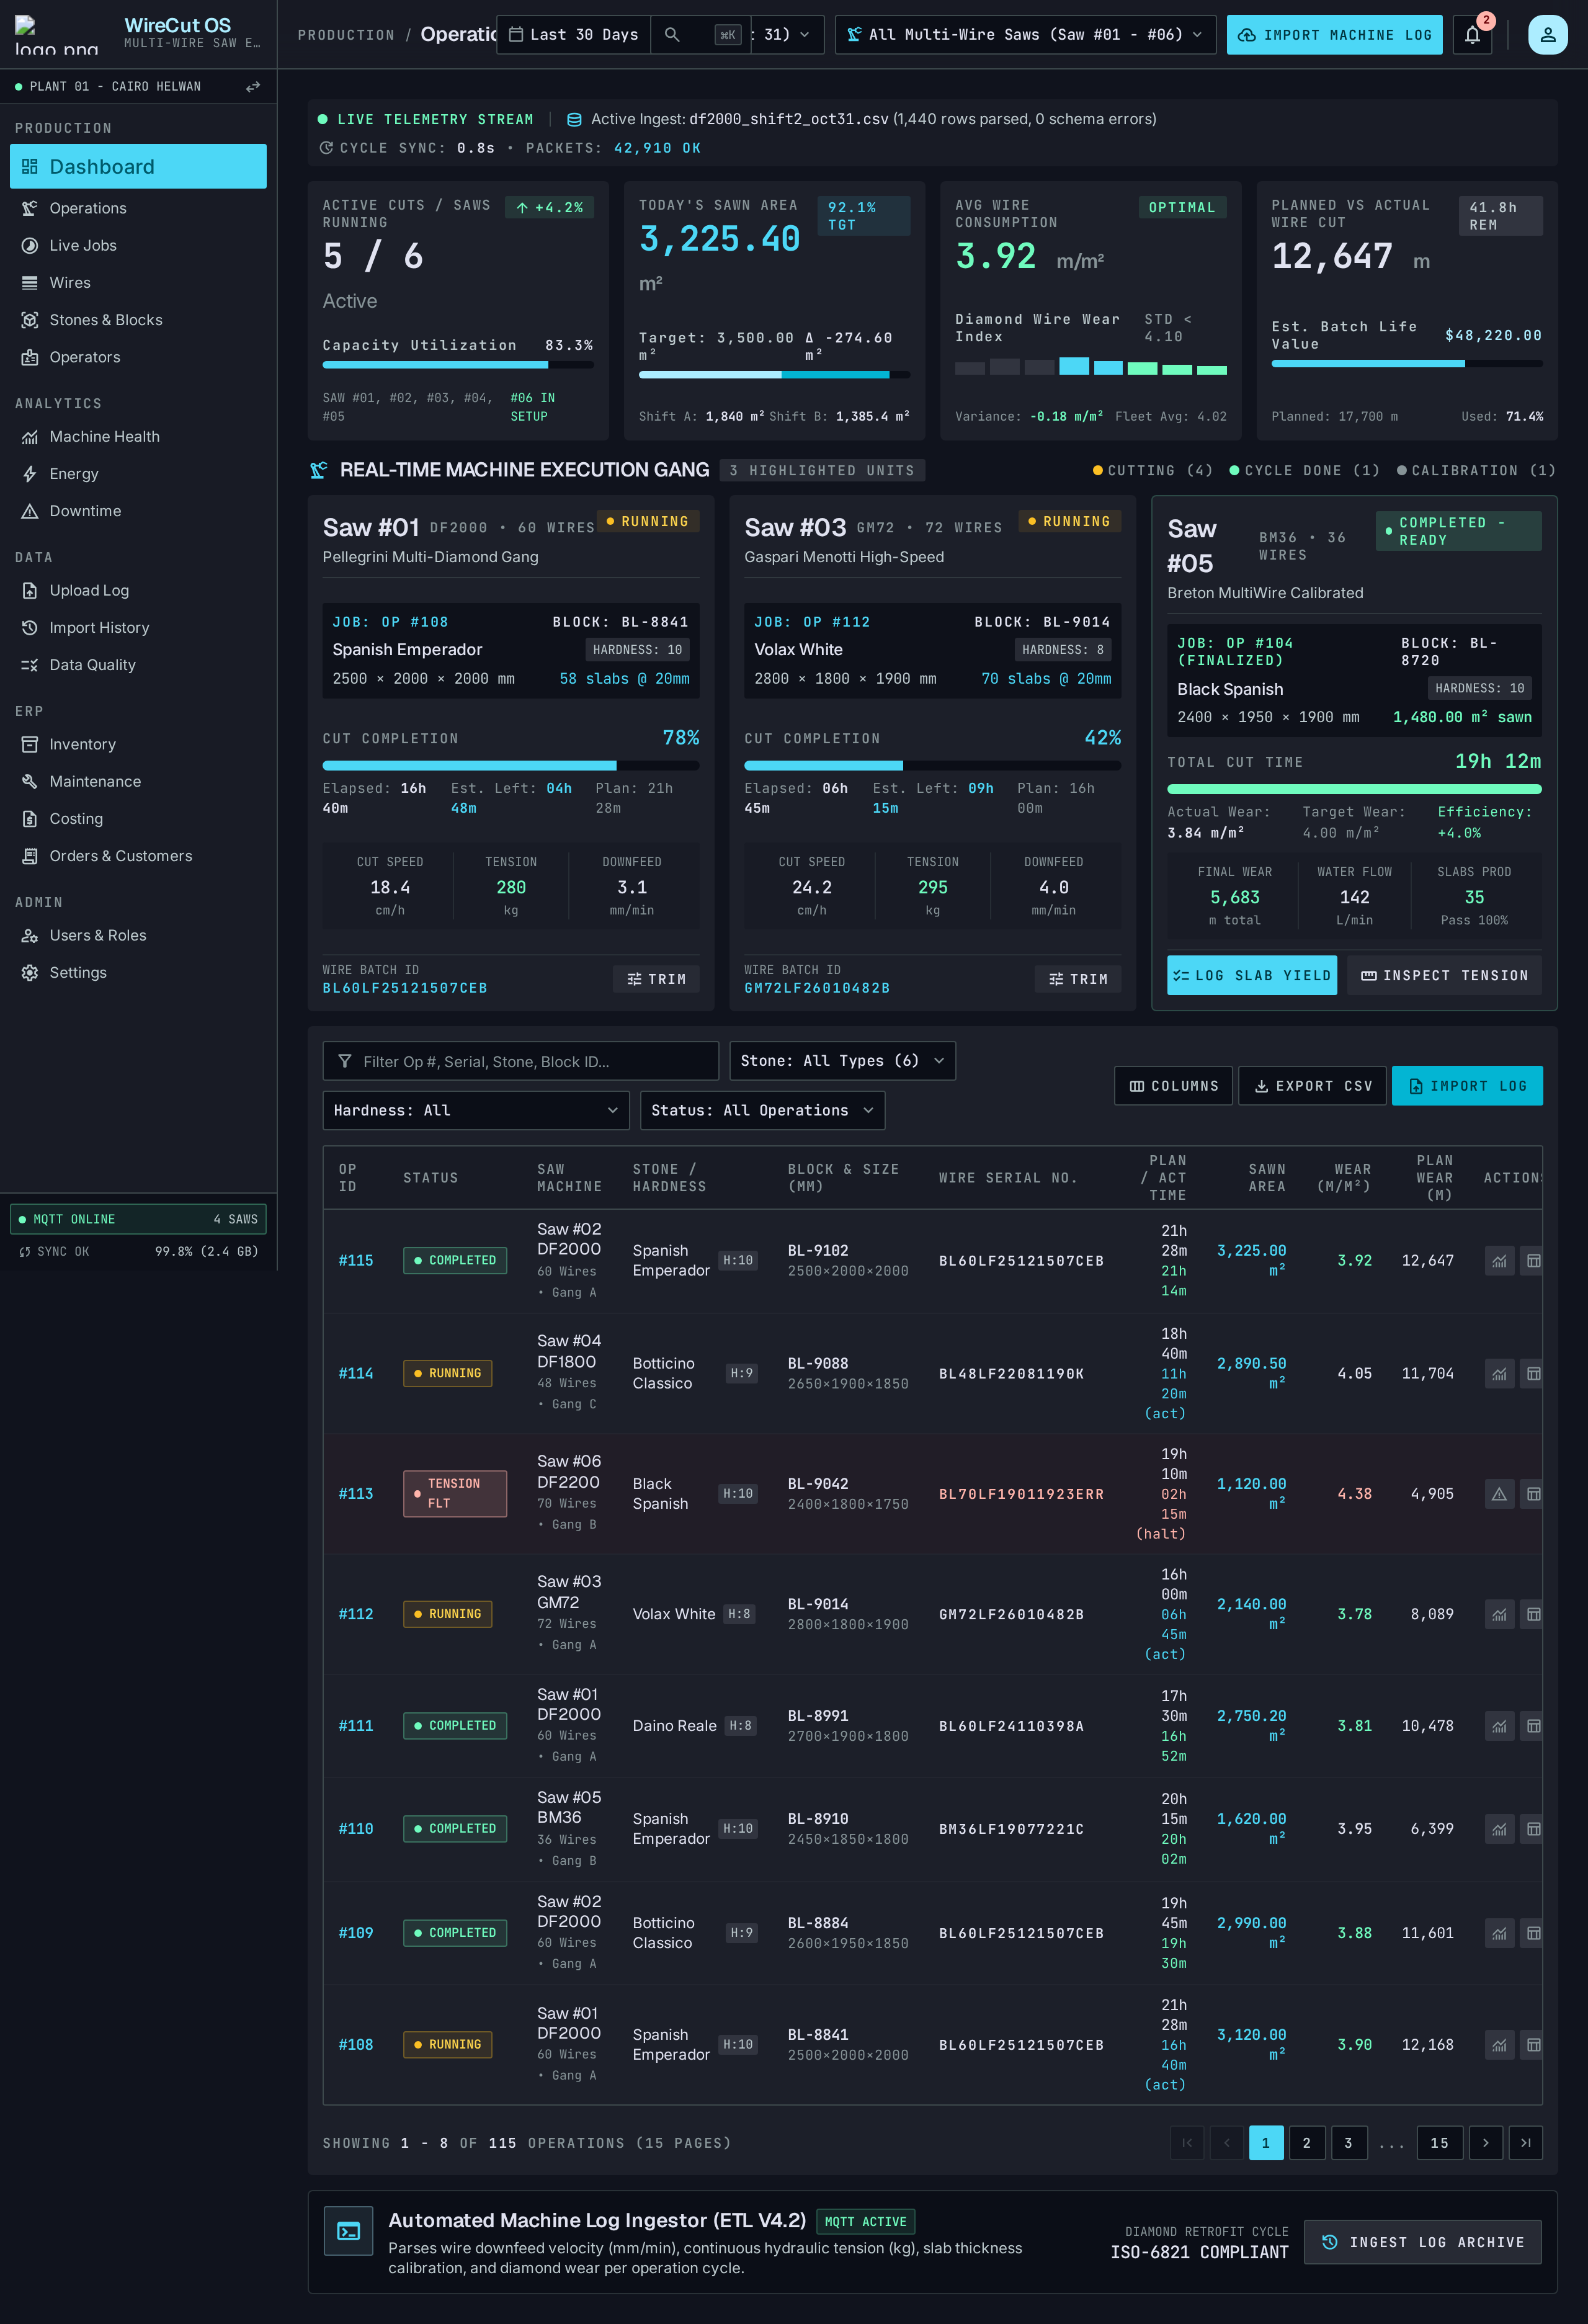 logo.png
WireCut OS
MULTI-WIRE SAW E…
PRODUCTION / Operatic
Last 30 Days
⌘K
: 31)
All Multi-Wire Saws (Saw #01 - #06)
IMPORT MACHINE LOG
2
PLANT 01 - CAIRO HELWAN
PRODUCTION
Dashboard
Operations
Live Jobs
Wires
Stones & Blocks
Operators
ANALYTICS
Machine Health
Energy
Downtime
DATA
Upload Log
Import History
Data Quality
ERP
Inventory
Maintenance
Costing
Orders & Customers
ADMIN
Users & Roles
Settings
MQTT ONLINE 4 SAWS
SYNC OK 99.8% (2.4 GB)
LIVE TELEMETRY STREAM | Active Ingest: df2000_shift2_oct31.csv (1,440 rows parsed, 0 schema errors)
CYCLE SYNC: 0.8s • PACKETS: 42,910 OK
ACTIVE CUTS / SAWS
RUNNING
+4.2%
5 / 6
Active
Capacity Utilization 83.3%
SAW #01, #02, #03, #04,
#05
#06 IN
SETUP
TODAY'S SAWN AREA
92.1%
TGT
3,225.40
m²
Target: 3,500.00
m²
Δ -274.60
m²
Shift A: 1,840 m² Shift B: 1,385.4 m²
AVG WIRE
CONSUMPTION
OPTIMAL
3.92 m/m²
Diamond Wire Wear
Index
STD <
4.10
Variance: -0.18 m/m² Fleet Avg: 4.02
PLANNED VS ACTUAL
WIRE CUT
41.8h
REM
12,647 m
Est. Batch Life
Value
$48,220.00
Planned: 17,700 m Used: 71.4%
REAL-TIME MACHINE EXECUTION GANG 3 HIGHLIGHTED UNITS
CUTTING (4) CYCLE DONE (1) CALIBRATION (1)
Saw #01 DF2000 • 60 WIRES RUNNING
Pellegrini Multi-Diamond Gang
JOB: OP #108 BLOCK: BL-8841
Spanish Emperador HARDNESS: 10
2500 × 2000 × 2000 mm 58 slabs @ 20mm
CUT COMPLETION 78%
Elapsed: 16h
40m
Est. Left: 04h
48m
Plan: 21h
28m
CUT SPEED TENSION DOWNFEED
18.4 280 3.1
cm/h kg mm/min
WIRE BATCH ID
BL60LF25121507CEB
TRIM
Saw #03 GM72 • 72 WIRES RUNNING
Gaspari Menotti High-Speed
JOB: OP #112 BLOCK: BL-9014
Volax White HARDNESS: 8
2800 × 1800 × 1900 mm 70 slabs @ 20mm
CUT COMPLETION 42%
Elapsed: 06h
45m
Est. Left: 09h
15m
Plan: 16h
00m
CUT SPEED TENSION DOWNFEED
24.2 295 4.0
cm/h kg mm/min
WIRE BATCH ID
GM72LF26010482B
TRIM
Saw
#05
BM36 • 36
WIRES
COMPLETED -
READY
Breton MultiWire Calibrated
JOB: OP #104
(FINALIZED)
BLOCK: BL-
8720
Black Spanish HARDNESS: 10
2400 × 1950 × 1900 mm 1,480.00 m² sawn
TOTAL CUT TIME 19h 12m
Actual Wear:
3.84 m/m²
Target Wear:
4.00 m/m²
Efficiency:
+4.0%
FINAL WEAR WATER FLOW SLABS PROD
5,683 142 35
m total L/min Pass 100%
LOG SLAB YIELD INSPECT TENSION
Filter Op #, Serial, Stone, Block ID...
Stone: All Types (6)
Hardness: All
Status: All Operations
COLUMNS EXPORT CSV IMPORT LOG
OP
ID
STATUS
SAW
MACHINE
STONE /
HARDNESS
BLOCK & SIZE
(MM)
WIRE SERIAL NO.
PLAN
/ ACT
TIME
SAWN
AREA
WEAR
(M/M²)
PLAN
WEAR
(M)
ACTIONS
#115
COMPLETED
Saw #02
DF2000
60 Wires
• Gang A
Spanish
Emperador
H:10
BL-9102
2500×2000×2000
BL60LF25121507CEB
21h
28m
21h
14m
3,225.00
m²
3.92
12,647
#114
RUNNING
Saw #04
DF1800
48 Wires
• Gang C
Botticino
Classico
H:9
BL-9088
2650×1900×1850
BL48LF22081190K
18h
40m
11h
20m
(act)
2,890.50
m²
4.05
11,704
#113
TENSION
FLT
Saw #06
DF2200
70 Wires
• Gang B
Black
Spanish
H:10
BL-9042
2400×1800×1750
BL70LF19011923ERR
19h
10m
02h
15m
(halt)
1,120.00
m²
4.38
4,905
#112
RUNNING
Saw #03
GM72
72 Wires
• Gang A
Volax White
H:8
BL-9014
2800×1800×1900
GM72LF26010482B
16h
00m
06h
45m
(act)
2,140.00
m²
3.78
8,089
#111
COMPLETED
Saw #01
DF2000
60 Wires
• Gang A
Daino Reale
H:8
BL-8991
2700×1900×1800
BL60LF24110398A
17h
30m
16h
52m
2,750.20
m²
3.81
10,478
#110
COMPLETED
Saw #05
BM36
36 Wires
• Gang B
Spanish
Emperador
H:10
BL-8910
2450×1850×1800
BM36LF19077221C
20h
15m
20h
02m
1,620.00
m²
3.95
6,399
#109
COMPLETED
Saw #02
DF2000
60 Wires
• Gang A
Botticino
Classico
H:9
BL-8884
2600×1950×1850
BL60LF25121507CEB
19h
45m
19h
30m
2,990.00
m²
3.88
11,601
#108
RUNNING
Saw #01
DF2000
60 Wires
• Gang A
Spanish
Emperador
H:10
BL-8841
2500×2000×2000
BL60LF25121507CEB
21h
28m
16h
40m
(act)
3,120.00
m²
3.90
12,168
SHOWING 1 - 8 OF 115 OPERATIONS (15 PAGES)
1 2 3 ... 15
Automated Machine Log Ingestor (ETL V4.2) MQTT ACTIVE
Parses wire downfeed velocity (mm/min), continuous hydraulic tension (kg), slab thickness
calibration, and diamond wear per operation cycle.
DIAMOND RETROFIT CYCLE
ISO-6821 COMPLIANT
INGEST LOG ARCHIVE